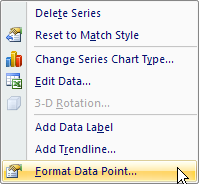 Delete Series
Reset to Match Style
Change Series Chart Type...
Edit Data...
3-D Rotation...
Add Data Label
Add Trendline...
Format Data Point...